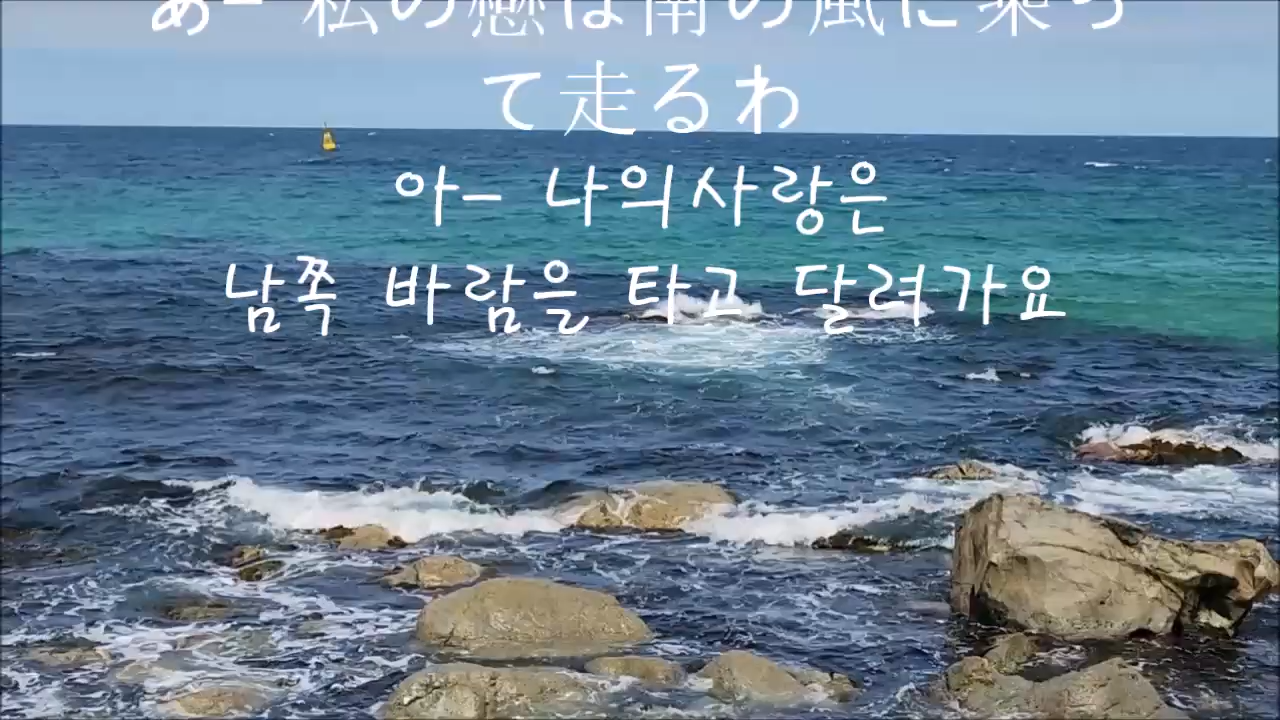 あ- 私の戀は南の風に乗っ
て走るわ
아- 나의사랑은
남쪽 바람을 타고 달려가요